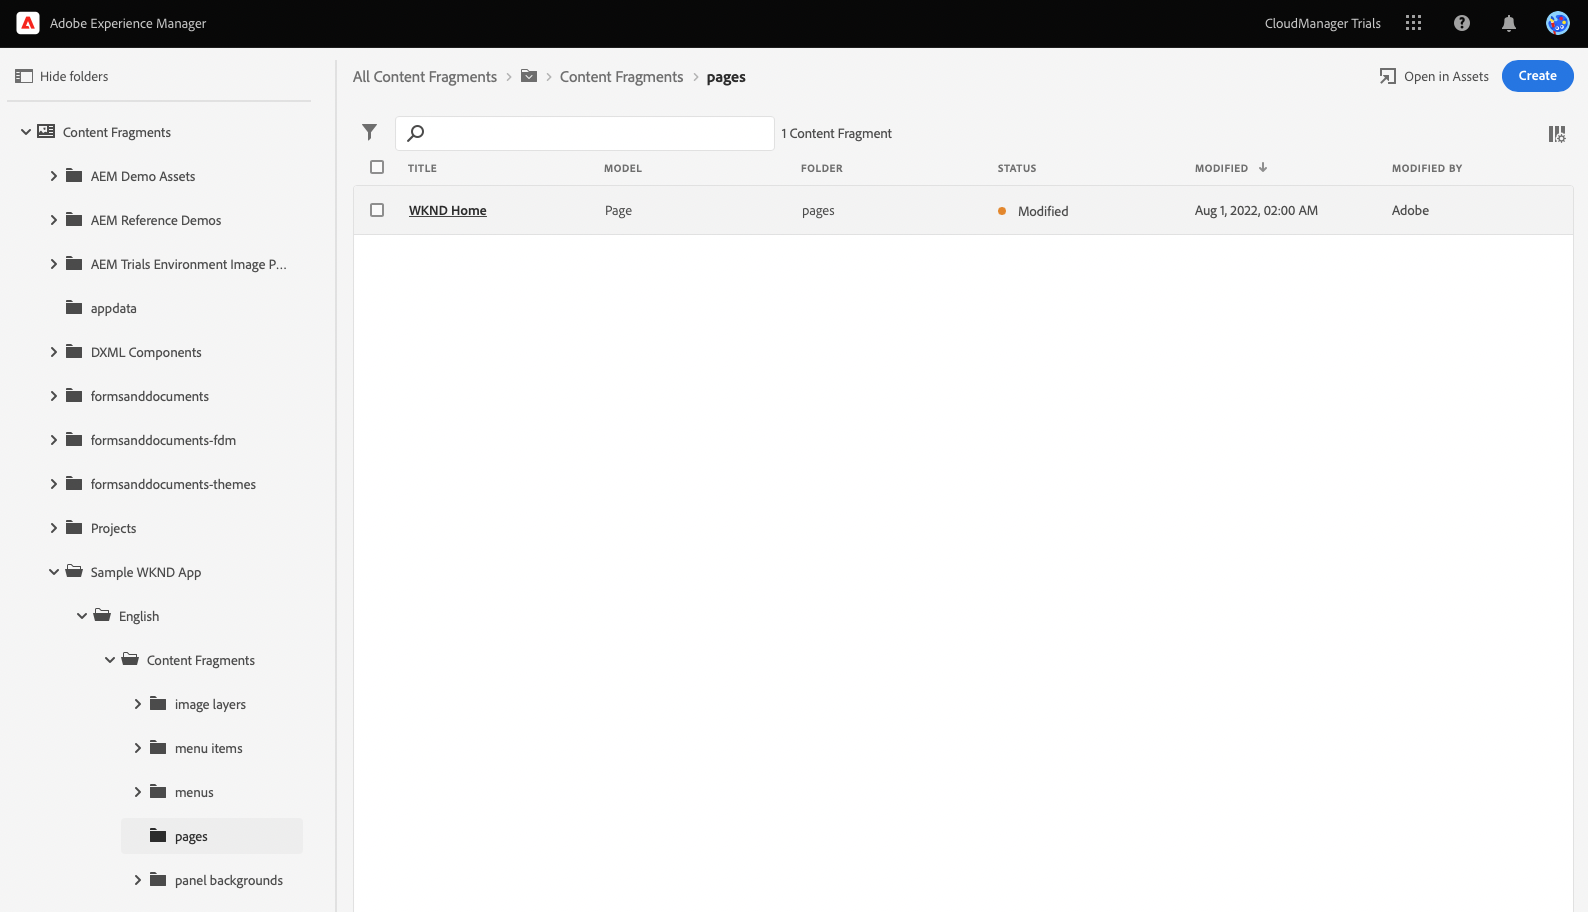 Adobe Experience Manager
CloudManager Trials
Hide folders
All Content Fragments
Content Fragments
pages
Open in Assets
Create
1 Content Fragment
TITLE
MODEL
FOLDER
STATUS
MODIFIED
MODIFIED BY
WKND Home
Page
pages
Modified
Aug 1, 2022, 02:00 AM
Adobe
Content Fragments
AEM Demo Assets
AEM Reference Demos
AEM Trials Environment Image P...
appdata
DXML Components
formsanddocuments
formsanddocuments-fdm
formsanddocuments-themes
Projects
Sample WKND App
English
Content Fragments
image layers
menu items
menus
pages
panel backgrounds